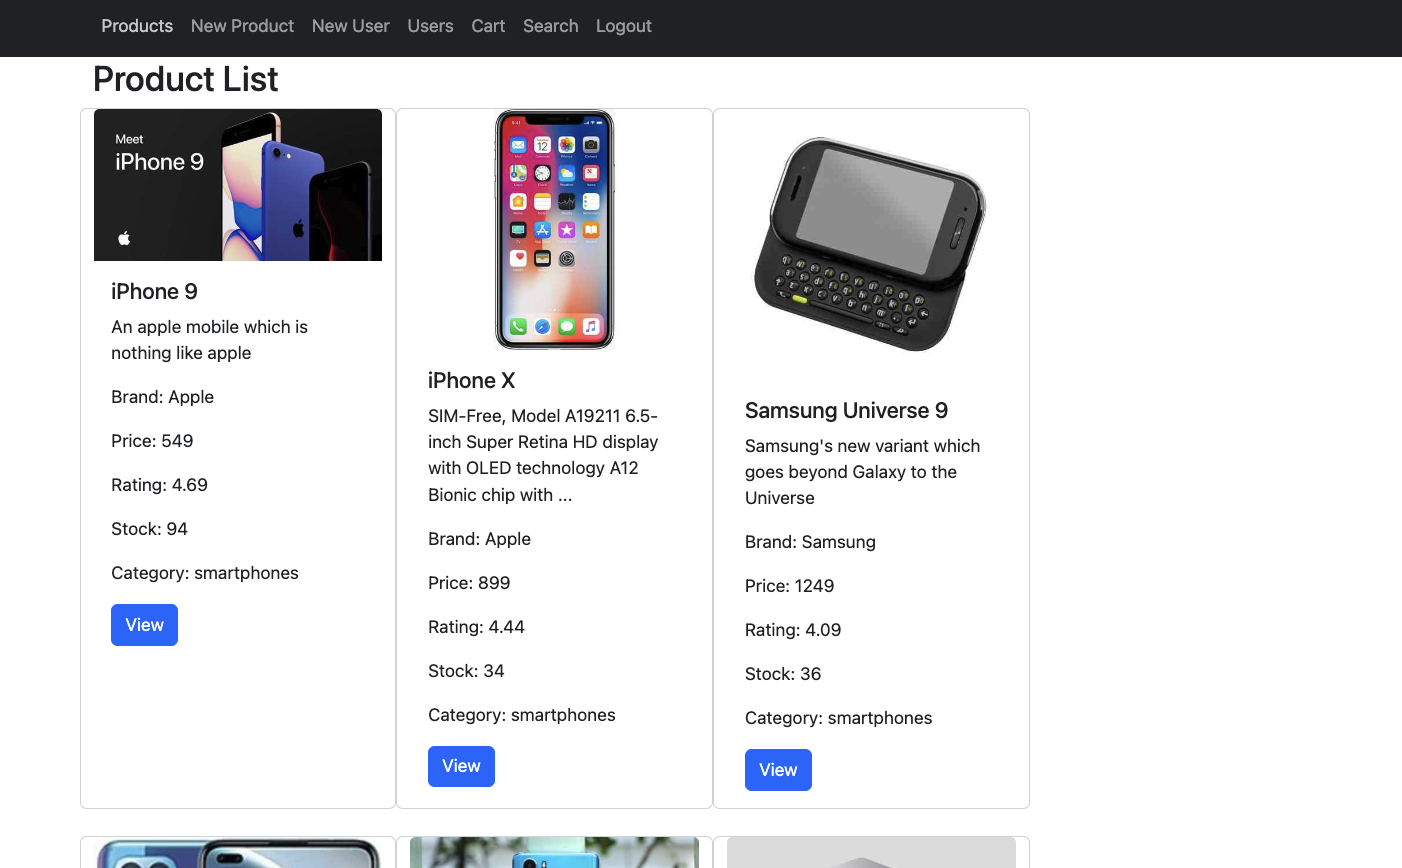 Products New Product New User Users Cart Search Logout
Product List
Meet
iPhone 9
iPhone 9
An apple mobile which is
nothing like apple
Brand: Apple
Price: 549
Rating: 4.69
Stock: 94
Category: smartphones
View
9:41
12
iPhone X
SIM-Free, Model A19211 6.5-
inch Super Retina HD display
with OLED technology A12
Bionic chip with ...
Brand: Apple
Price: 899
Rating: 4.44
Stock: 34
Category: smartphones
View
Samsung Universe 9
Samsung's new variant which
goes beyond Galaxy to the
Universe
Brand: Samsung
Price: 1249
Rating: 4.09
Stock: 36
Category: smartphones
View